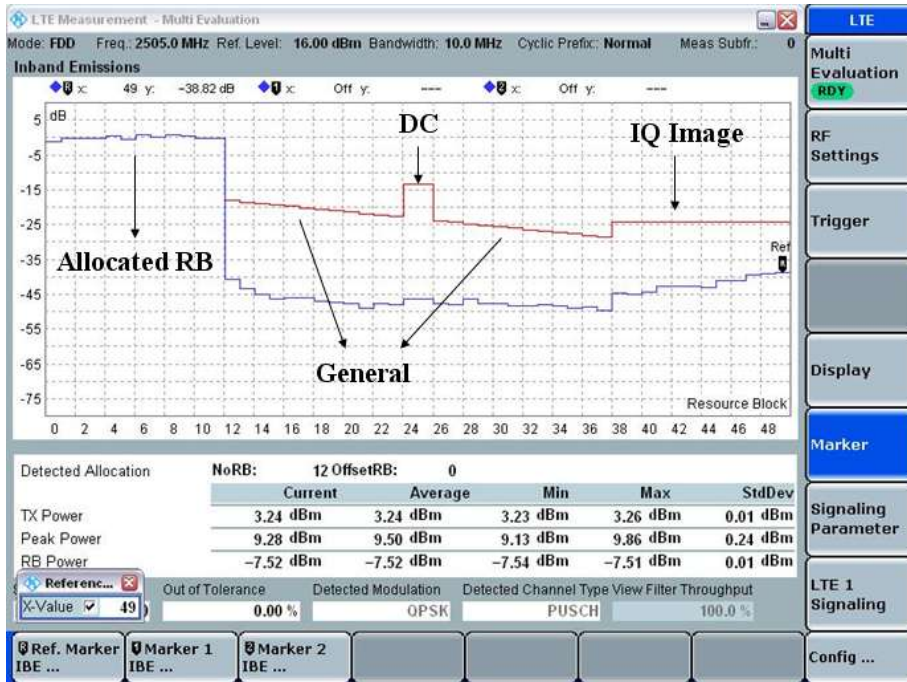 LTE Measurement - Multi Evaluation
LTE
Mode: FDD Freq.: 2505.0 MHz Ref. Level: 16.00 dBm Bandwidth: 10.0 MHz Cyclic Prefix: Normal Meas Subfr.: 0
Inband Emissions
R x: 49 y: -38.82 dB 1 x: Off y: --- 2 x: Off y: ---
dB
5
-5
-15
-25
-35
-45
-55
-65
-75
DC
IQ Image
Allocated RB
General
Ref
R
Resource Block
0 2 4 6 8 10 12 14 16 18 20 22 24 26 28 30 32 34 36 38 40 42 44 46 48
Detected Allocation NoRB: 12 OffsetRB: 0
Current Average Min Max StdDev
TX Power 3.24 dBm 3.24 dBm 3.23 dBm 3.26 dBm 0.01 dBm
Peak Power 9.28 dBm 9.50 dBm 9.13 dBm 9.86 dBm 0.24 dBm
RB Power -7.52 dBm -7.52 dBm -7.54 dBm -7.51 dBm 0.01 dBm
Out of Tolerance Detected Modulation Detected Channel Type View Filter Throughput
0.00 % QPSK PUSCH 100.0 %
Referenc...
X-Value 49
Multi
Evaluation
RDY
RF
Settings
Trigger
Display
Marker
Signaling
Parameter
LTE 1
Signaling
Config ...
R Ref. Marker
IBE ...
1 Marker 1
IBE ...
2 Marker 2
IBE ...